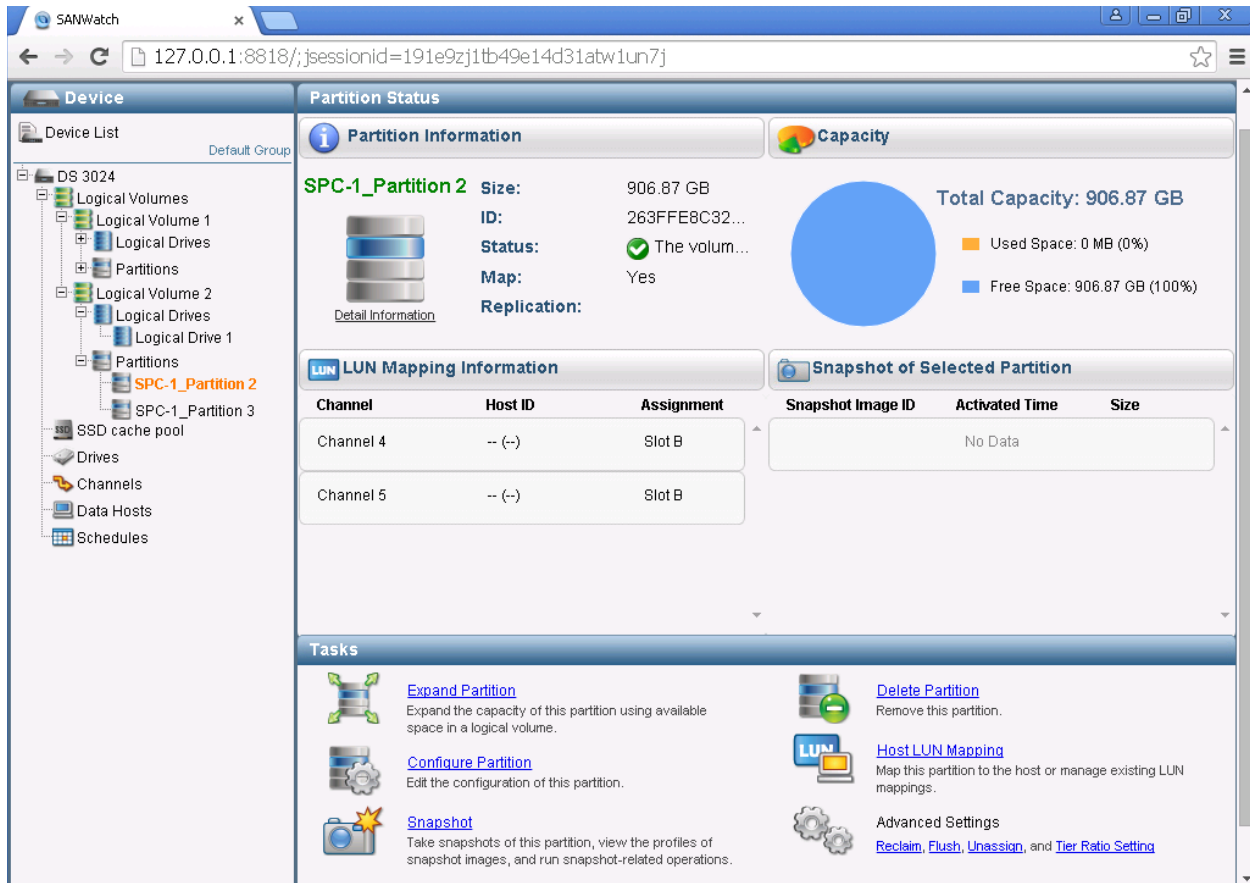 SANWatch
127.0.0.1:8818/;jsessionid=191e9zj1tb49e14d31atw1un7j
Device
Device List
Default Group
DS 3024
Logical Volumes
Logical Volume 1
Logical Drives
Partitions
Logical Volume 2
Logical Drives
Logical Drive 1
Partitions
SPC-1_Partition 2
SPC-1_Partition 3
SSD cache pool
Drives
Channels
Data Hosts
Schedules
Partition Status
Partition Information
SPC-1_Partition 2
Detail Information
Size: 906.87 GB
ID: 263FFE8C32...
Status: The volum...
Map: Yes
Replication:
Capacity
Total Capacity: 906.87 GB
Used Space: 0 MB (0%)
Free Space: 906.87 GB (100%)
LUN LUN Mapping Information
Channel Host ID Assignment
Channel 4 -- (--) Slot B
Channel 5 -- (--) Slot B
Snapshot of Selected Partition
Snapshot Image ID Activated Time Size
No Data
Tasks
Expand Partition
Expand the capacity of this partition using available
space in a logical volume.
Configure Partition
Edit the configuration of this partition.
Snapshot
Take snapshots of this partition, view the profiles of
snapshot images, and run snapshot-related operations.
Delete Partition
Remove this partition.
LUN
Host LUN Mapping
Map this partition to the host or manage existing LUN
mappings.
Advanced Settings
Reclaim, Flush, Unassign, and Tier Ratio Setting